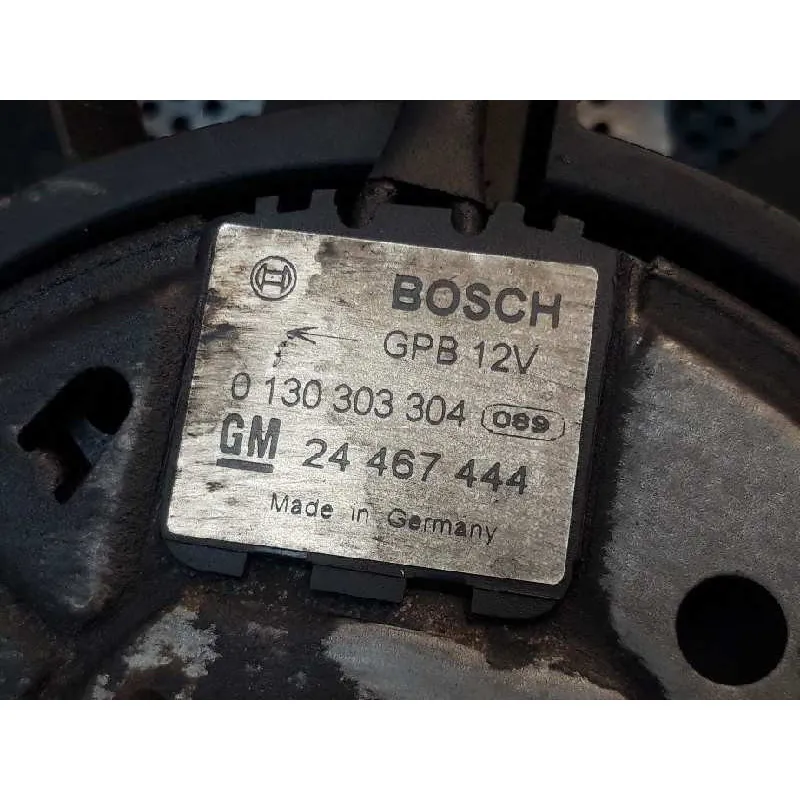 BOSCH
GPB 12V
0 130 303 304 089
GM 24 467 444
Made in Germany